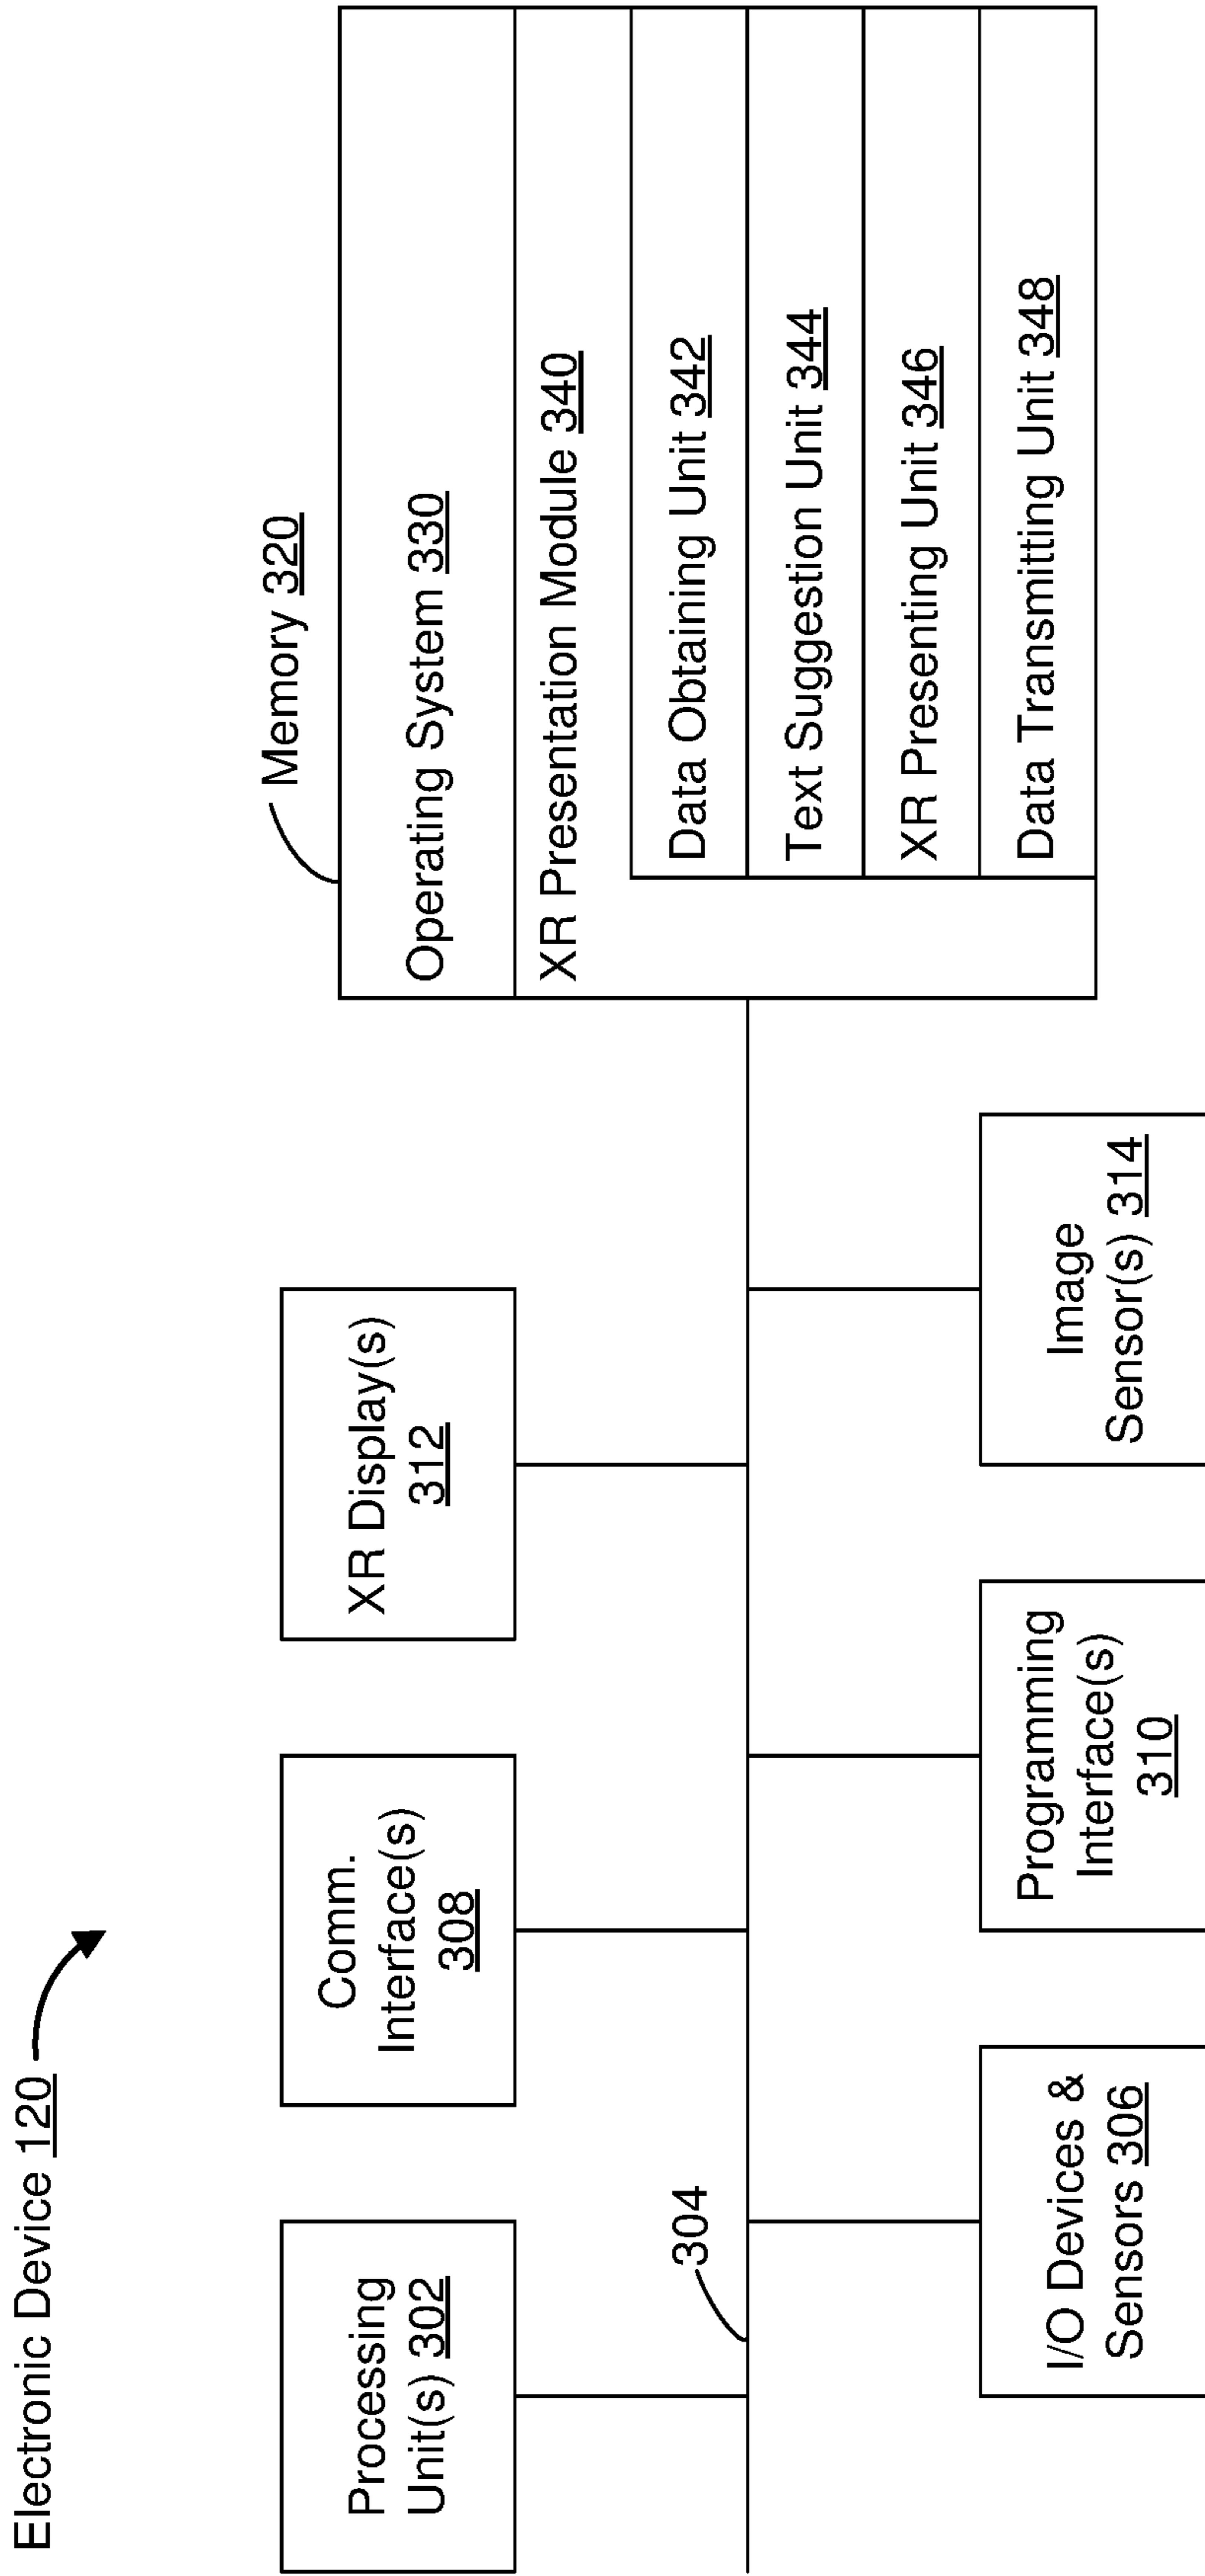 Electronic Device 120
Processing
Unit(s) 302
Comm.
Interface(s)
308
XR Display(s)
312
304
I/O Devices &
Sensors 306
Programming
Interface(s)
310
Image
Sensor(s) 314
Memory 320
Operating System 330
XR Presentation Module 340
Data Obtaining Unit 342
Text Suggestion Unit 344
XR Presenting Unit 346
Data Transmitting Unit 348